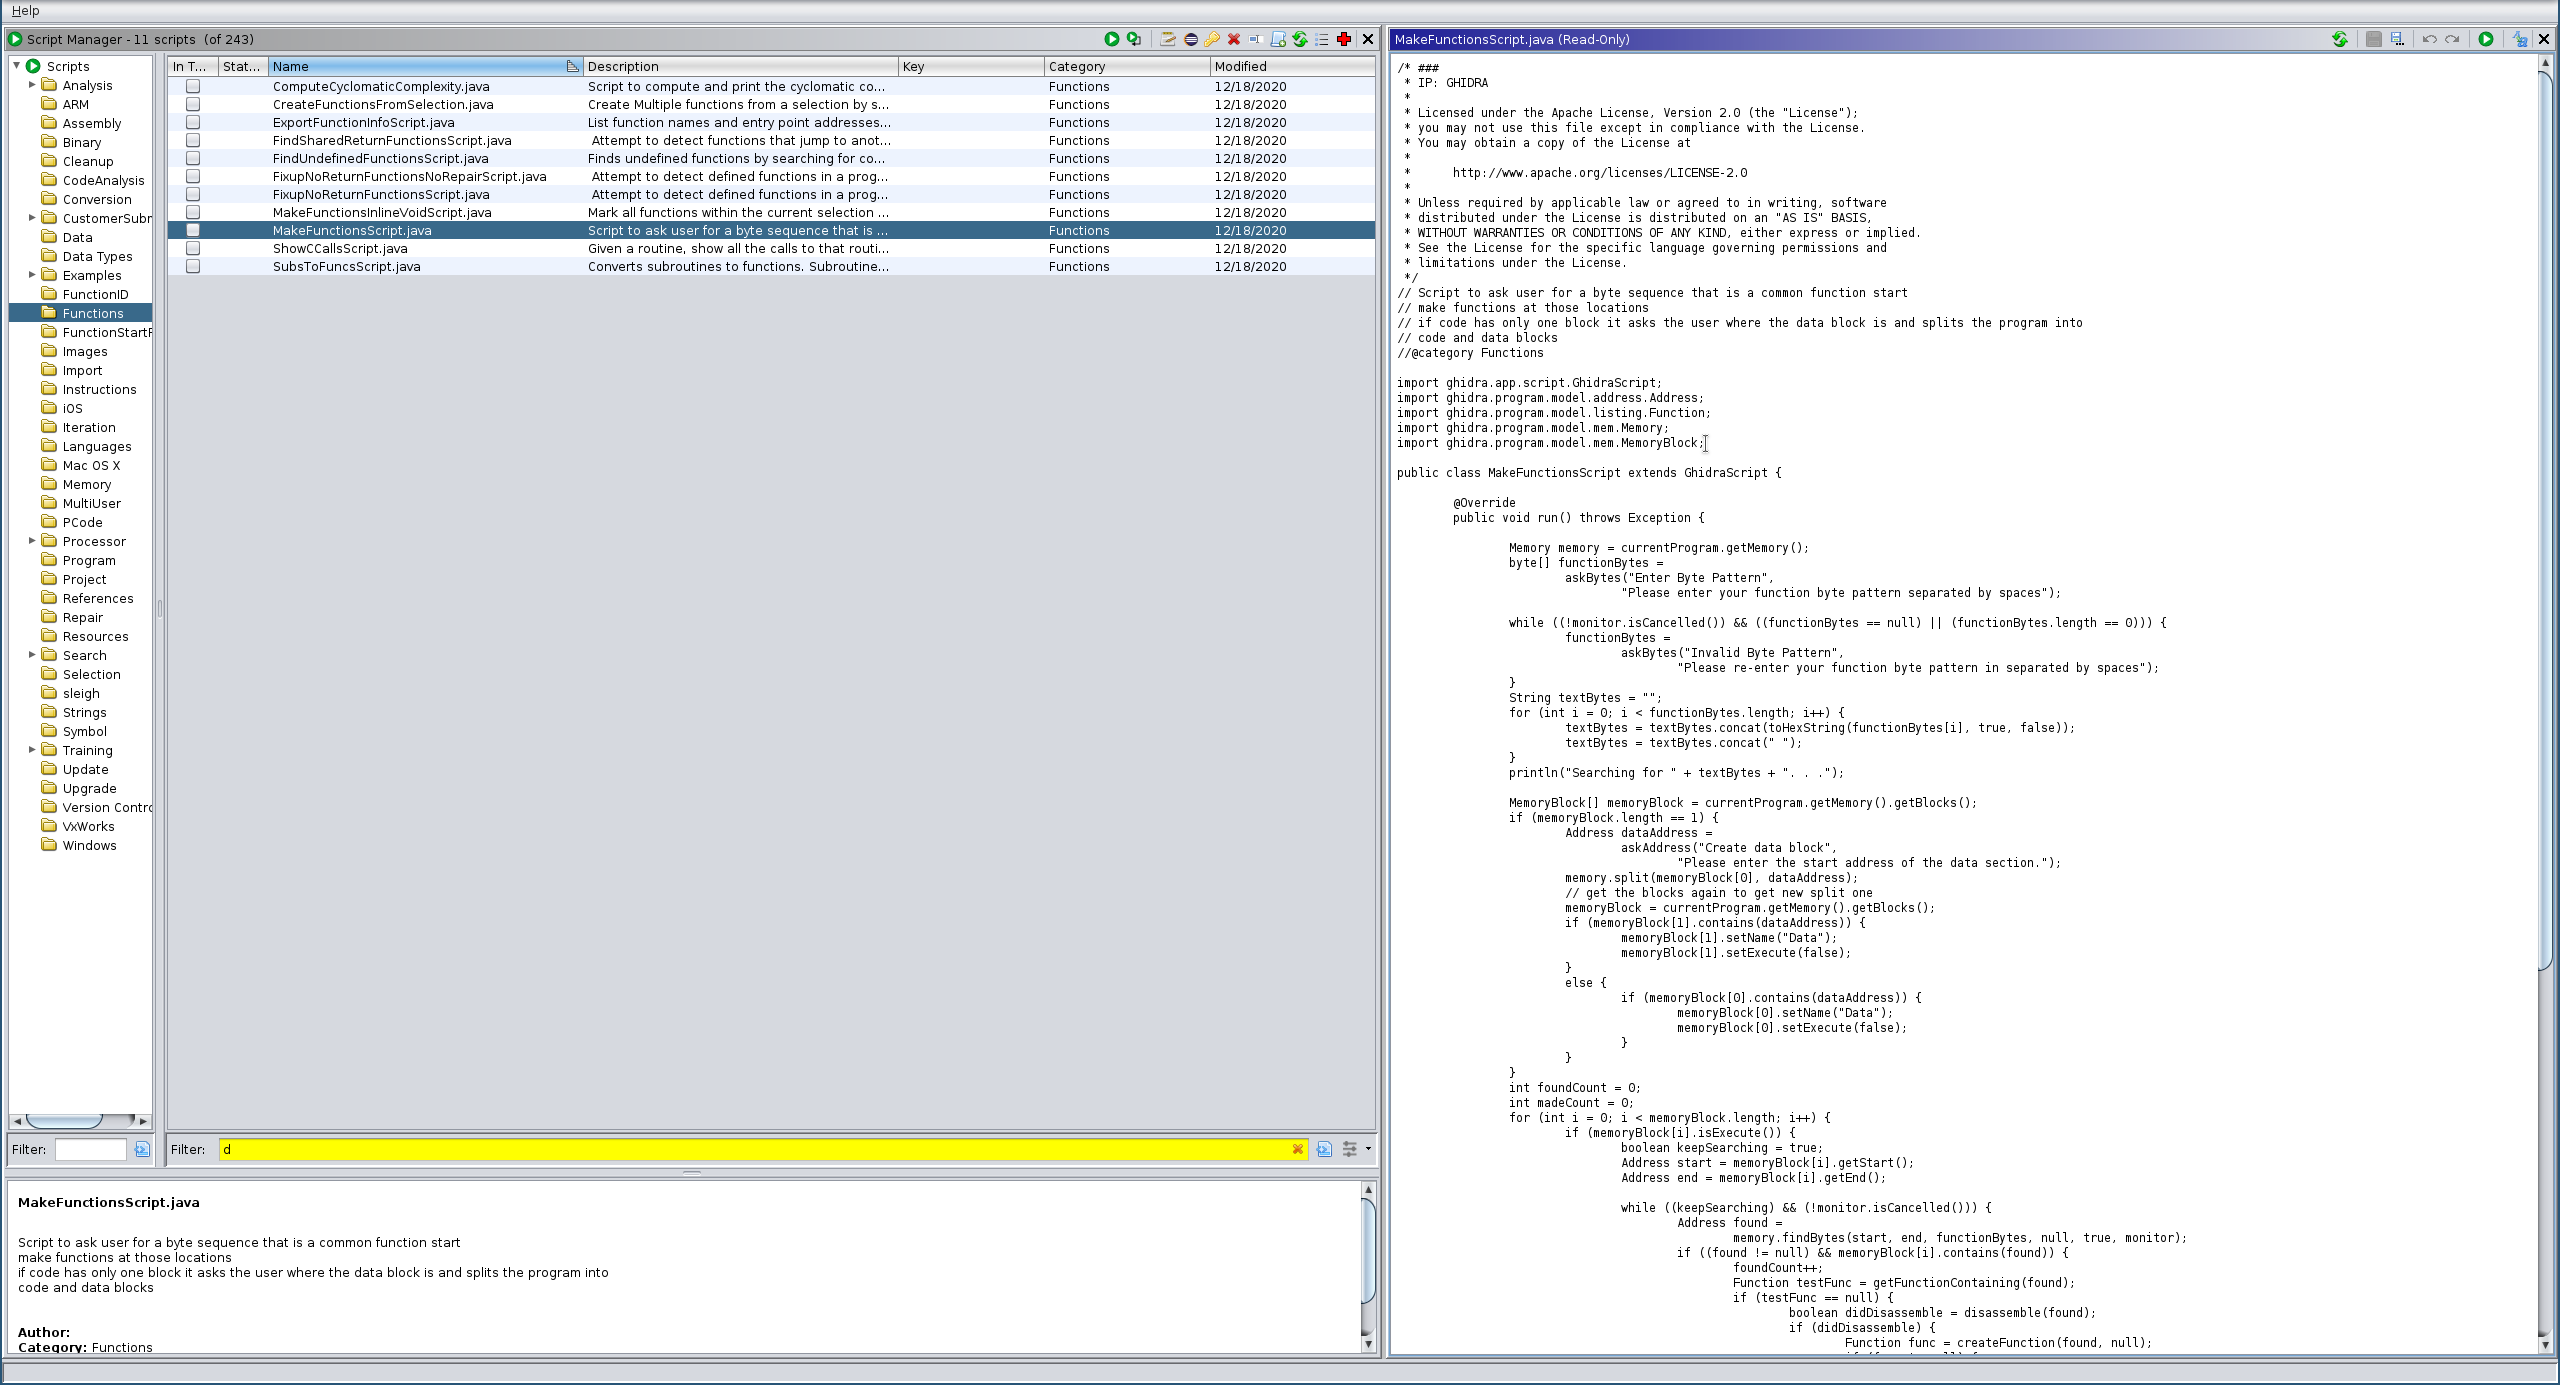 Help
Script Manager - 11 scripts  (of 243)
Scripts
Analysis
ARM
Assembly
Binary
Cleanup
CodeAnalysis
Conversion
CustomerSubm
Data
Data Types
Examples
FunctionID
Functions
FunctionStartP
Images
Import
Instructions
iOS
Iteration
Languages
Mac OS X
Memory
MultiUser
PCode
Processor
Program
Project
References
Repair
Resources
Search
Selection
sleigh
Strings
Symbol
Training
Update
Upgrade
Version Contro
VxWorks
Windows
Filter:
In T... Stat... Name Description Key Category Modified
ComputeCyclomaticComplexity.java Script to compute and print the cyclomatic co... Functions 12/18/2020
CreateFunctionsFromSelection.java Create Multiple functions from a selection by s... Functions 12/18/2020
ExportFunctionInfoScript.java List function names and entry point addresses... Functions 12/18/2020
FindSharedReturnFunctionsScript.java Attempt to detect functions that jump to anot... Functions 12/18/2020
FindUndefinedFunctionsScript.java Finds undefined functions by searching for co... Functions 12/18/2020
FixupNoReturnFunctionsNoRepairScript.java Attempt to detect defined functions in a prog... Functions 12/18/2020
FixupNoReturnFunctionsScript.java Attempt to detect defined functions in a prog... Functions 12/18/2020
MakeFunctionsInlineVoidScript.java Mark all functions within the current selection ... Functions 12/18/2020
MakeFunctionsScript.java Script to ask user for a byte sequence that is ... Functions 12/18/2020
ShowCCallsScript.java Given a routine, show all the calls to that routi... Functions 12/18/2020
SubsToFuncsScript.java Converts subroutines to functions. Subroutine... Functions 12/18/2020
Filter: d
MakeFunctionsScript.java
Script to ask user for a byte sequence that is a common function start
make functions at those locations
if code has only one block it asks the user where the data block is and splits the program into
code and data blocks
Author:
Category: Functions
MakeFunctionsScript.java (Read-Only)
/* ###
 * IP: GHIDRA
 *
 * Licensed under the Apache License, Version 2.0 (the "License");
 * you may not use this file except in compliance with the License.
 * You may obtain a copy of the License at
 *
 *      http://www.apache.org/licenses/LICENSE-2.0
 *
 * Unless required by applicable law or agreed to in writing, software
 * distributed under the License is distributed on an "AS IS" BASIS,
 * WITHOUT WARRANTIES OR CONDITIONS OF ANY KIND, either express or implied.
 * See the License for the specific language governing permissions and
 * limitations under the License.
 */
// Script to ask user for a byte sequence that is a common function start
// make functions at those locations
// if code has only one block it asks the user where the data block is and splits the program into
// code and data blocks
//@category Functions
import ghidra.app.script.GhidraScript;
import ghidra.program.model.address.Address;
import ghidra.program.model.listing.Function;
import ghidra.program.model.mem.Memory;
import ghidra.program.model.mem.MemoryBlock;
public class MakeFunctionsScript extends GhidraScript {
@Override
public void run() throws Exception {
Memory memory = currentProgram.getMemory();
byte[] functionBytes =
askBytes("Enter Byte Pattern",
"Please enter your function byte pattern separated by spaces");
while ((!monitor.isCancelled()) && ((functionBytes == null) || (functionBytes.length == 0))) {
functionBytes =
askBytes("Invalid Byte Pattern",
"Please re-enter your function byte pattern in separated by spaces");
}
String textBytes = "";
for (int i = 0; i < functionBytes.length; i++) {
textBytes = textBytes.concat(toHexString(functionBytes[i], true, false));
textBytes = textBytes.concat(" ");
}
println("Searching for " + textBytes + ". . .");
MemoryBlock[] memoryBlock = currentProgram.getMemory().getBlocks();
if (memoryBlock.length == 1) {
Address dataAddress =
askAddress("Create data block",
"Please enter the start address of the data section.");
memory.split(memoryBlock[0], dataAddress);
// get the blocks again to get new split one
memoryBlock = currentProgram.getMemory().getBlocks();
if (memoryBlock[1].contains(dataAddress)) {
memoryBlock[1].setName("Data");
memoryBlock[1].setExecute(false);
}
else {
if (memoryBlock[0].contains(dataAddress)) {
memoryBlock[0].setName("Data");
memoryBlock[0].setExecute(false);
}
}
}
int foundCount = 0;
int madeCount = 0;
for (int i = 0; i < memoryBlock.length; i++) {
if (memoryBlock[i].isExecute()) {
boolean keepSearching = true;
Address start = memoryBlock[i].getStart();
Address end = memoryBlock[i].getEnd();
while ((keepSearching) && (!monitor.isCancelled())) {
Address found =
memory.findBytes(start, end, functionBytes, null, true, monitor);
if ((found != null) && memoryBlock[i].contains(found)) {
foundCount++;
Function testFunc = getFunctionContaining(found);
if (testFunc == null) {
boolean didDisassemble = disassemble(found);
if (didDisassemble) {
Function func = createFunction(found, null);